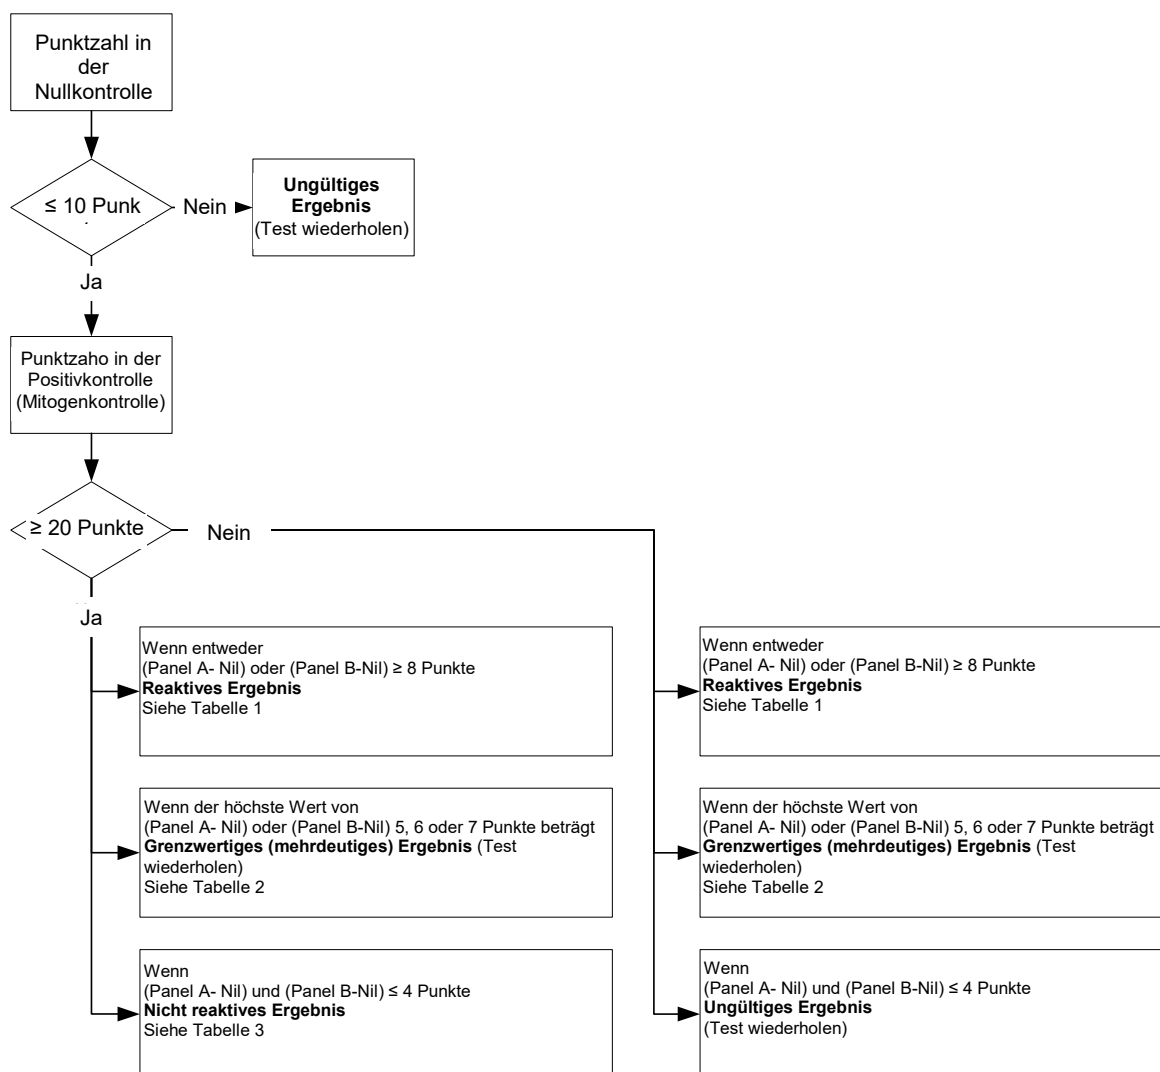 Punktzahl in
der
Nullkontrolle
≤ 10 Punk
Nein
Ungültiges
Ergebnis
(Test wiederholen)
Ja
Punktzaho in der
Positivkontrolle
(Mitogenkontrolle)
≥ 20 Punkte
Nein
Ja
Wenn entweder
(Panel A- Nil) oder (Panel B-Nil) ≥ 8 Punkte
Reaktives Ergebnis
Siehe Tabelle 1
Wenn entweder
(Panel A- Nil) oder (Panel B-Nil) ≥ 8 Punkte
Reaktives Ergebnis
Siehe Tabelle 1
Wenn der höchste Wert von
(Panel A- Nil) oder (Panel B-Nil) 5, 6 oder 7 Punkte beträgt
Grenzwertiges (mehrdeutiges) Ergebnis (Test
wiederholen)
Siehe Tabelle 2
Wenn der höchste Wert von
(Panel A- Nil) oder (Panel B-Nil) 5, 6 oder 7 Punkte beträgt
Grenzwertiges (mehrdeutiges) Ergebnis (Test
wiederholen)
Siehe Tabelle 2
Wenn
(Panel A- Nil) und (Panel B-Nil) ≤ 4 Punkte
Nicht reaktives Ergebnis
Siehe Tabelle 3
Wenn
(Panel A- Nil) und (Panel B-Nil) ≤ 4 Punkte
Ungültiges Ergebnis
(Test wiederholen)